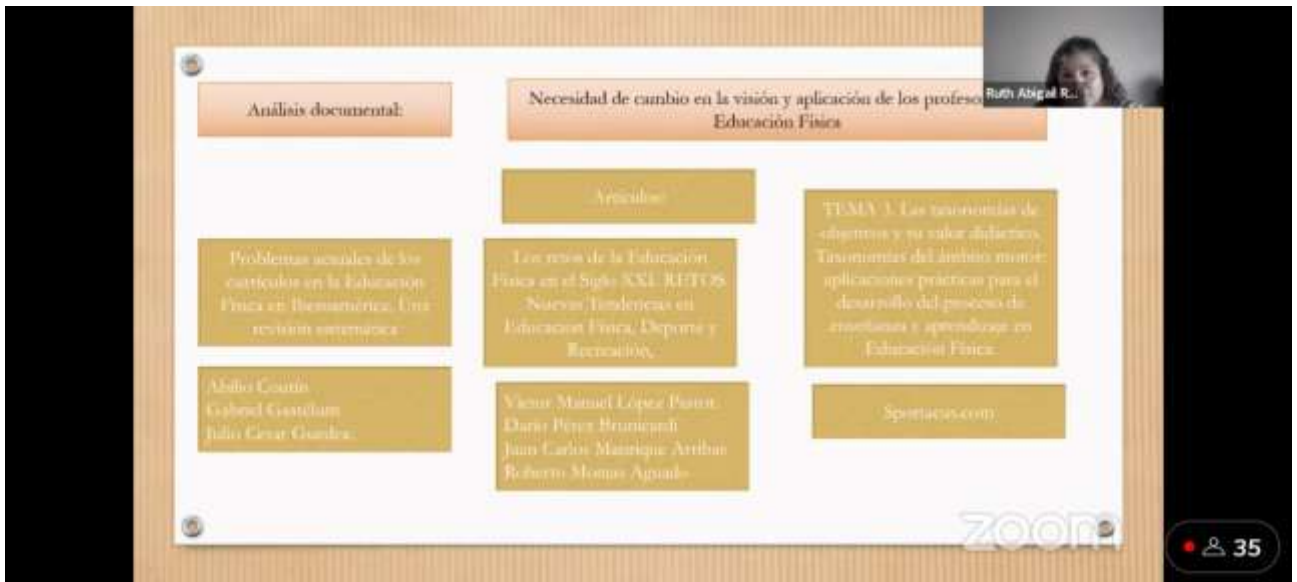 Análisis documental:
Necesidad de cambio en la visión y aplicación de los profeso
Educación Física
Ruth Abigail R...
Artículos:
Problemas actuales de los
currículos en la Educación
Física en Iberoamérica. Una
revisión sistemática
Abilio Coutin
Gabriel Gastélum
Julio Cesar Guedea.
Los retos de la Educación
Física en el Siglo XXI. RETOS
Nuevas Tendencias en
Educación Física, Deporte y
Recreación,
Víctor Manuel López Pastor.
Darío Pérez Brunicardi
Juan Carlos Manrique Arribas
Roberto Monjas Aguado
TEMA 3. Las taxonomías de
objetivos y su valor didáctico.
Taxonomías del ámbito motor:
aplicaciones prácticas para el
desarrollo del proceso de
enseñanza y aprendizaje en
Educación Física.
Sportacus.com
zoom
35